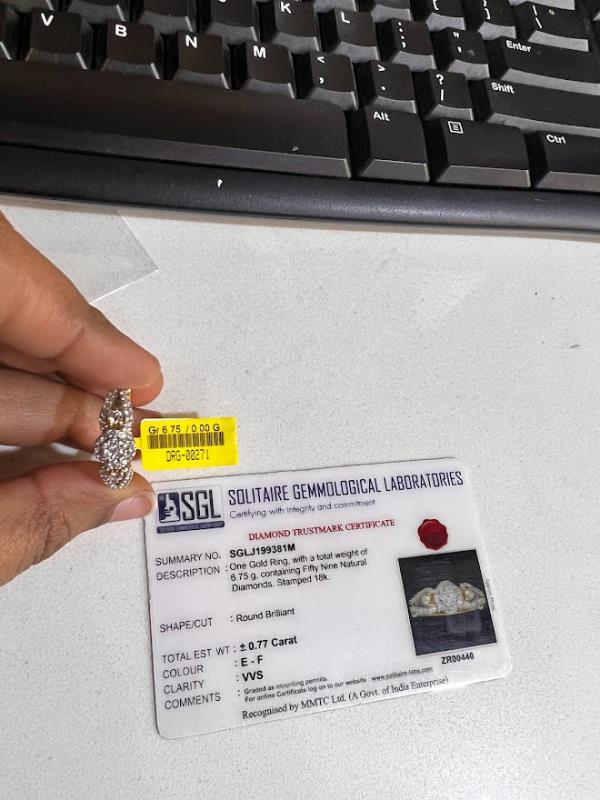 K
L
:
;
"
'
}
]
|
\
Enter
V
B
N
M
<
,
>
.
?
/
Shift
Alt
Ctrl
Gr 6.75 / 0.00 G
DRG-00271
SGL
SOLITAIRE GEMMOLOGICAL LABORATORIES
Certifying with integrity and commitment
DIAMOND TRUSTMARK CERTIFICATE
SUMMARY NO. SGLJ199381M
DESCRIPTION : One Gold Ring, with a total weight of
6.75 g, containing Fifty Nine Natural
Diamonds. Stamped 18k.
SHAPE/CUT : Round Brilliant
TOTAL EST WT : ± 0.77 Carat
COLOUR : E - F
CLARITY : VVS
COMMENTS : Graded as mounting permits.
For online Certificate log on to our website : www.solitaire-labs.com
ZR00440
Recognised by MMTC Ltd. (A Govt. of India Enterprise)